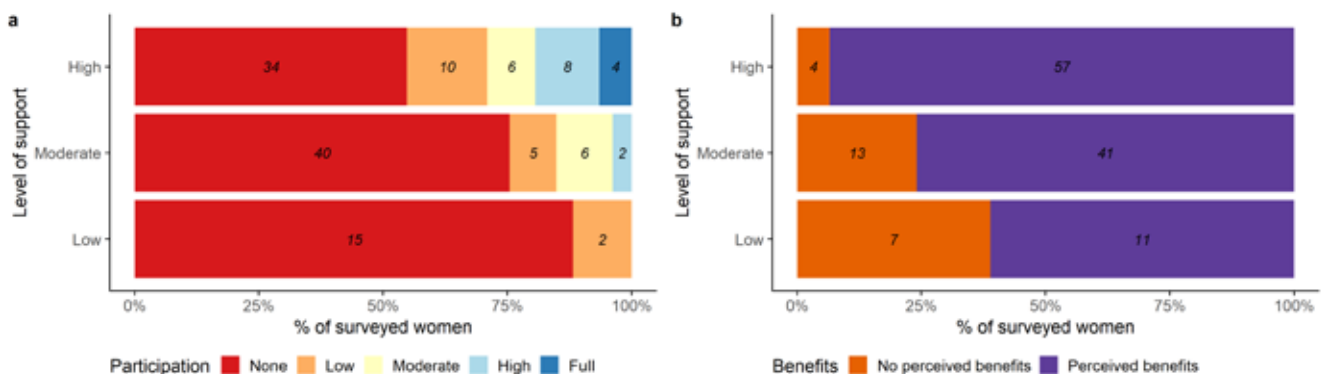 a
Level of support
High
34 10 6 8 4
Moderate
40 5 6 2
Low
15 2
0% 25% 50% 75% 100%
% of surveyed women
Participation None Low Moderate High Full
b
Level of support
High
4 57
Moderate
13 41
Low
7 11
0% 25% 50% 75% 100%
% of surveyed women
Benefits No perceived benefits Perceived benefits